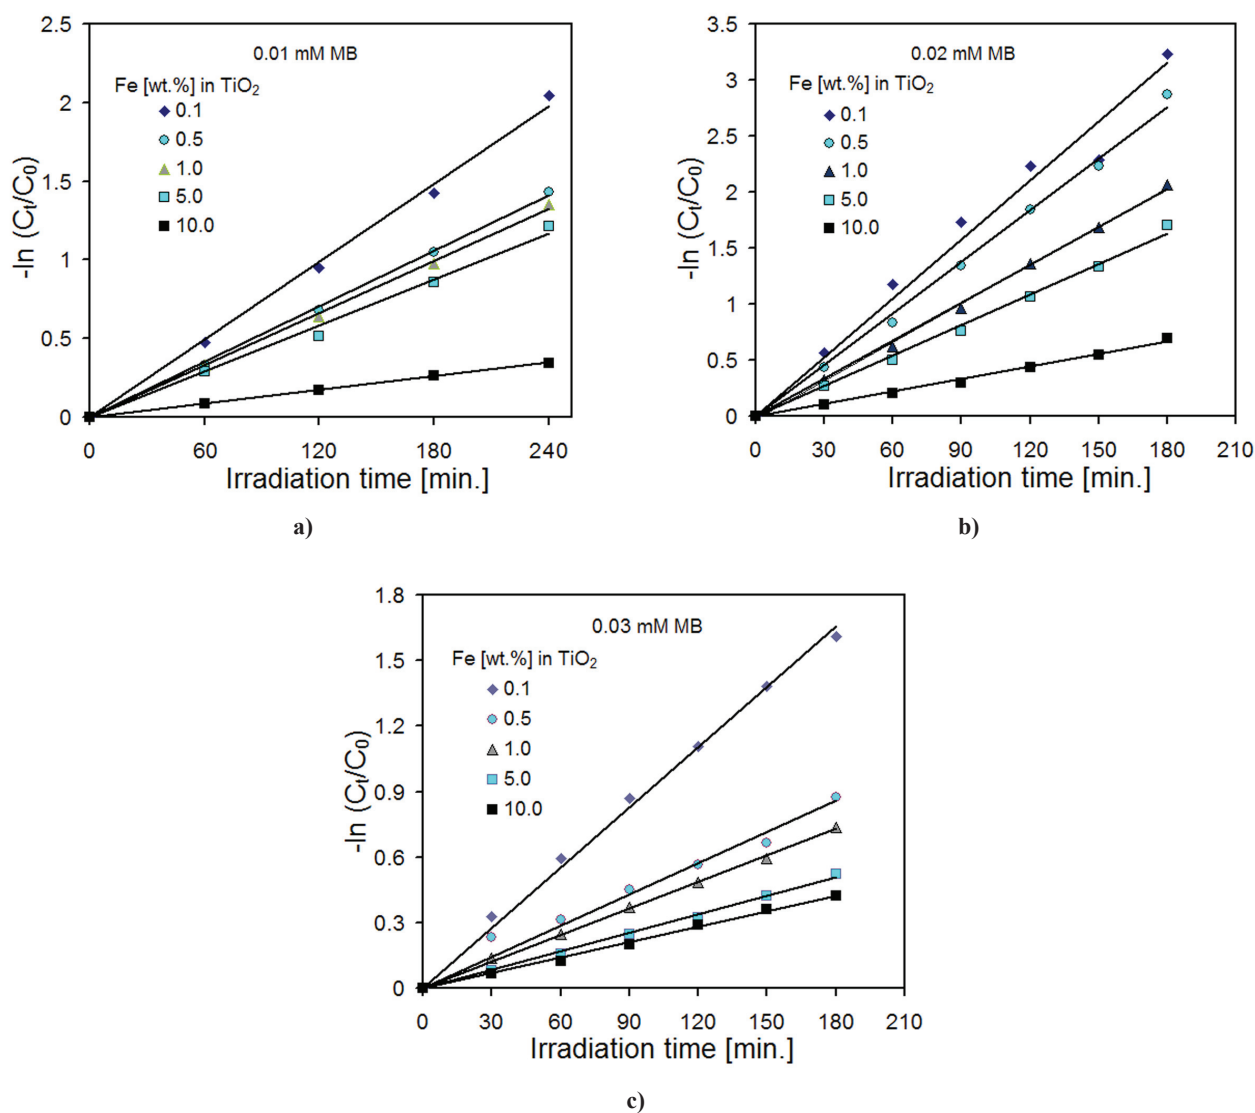 0.01 mM MB
Fe [wt.%] in TiO2
0.1
0.5
1.0
5.0
10.0
2.5
2
1.5
1
0.5
0
-ln (Ct/C0)
0 60 120 180 240
Irradiation time [min.]
a)
0.02 mM MB
Fe [wt.%] in TiO2
0.1
0.5
1.0
5.0
10.0
3.5
3
2.5
2
1.5
1
0.5
0
-ln (Ct/C0)
0 30 60 90 120 150 180 210
Irradiation time [min.]
b)
0.03 mM MB
Fe [wt.%] in TiO2
0.1
0.5
1.0
5.0
10.0
1.8
1.5
1.2
0.9
0.6
0.3
0
-ln (Ct/C0)
0 30 60 90 120 150 180 210
Irradiation time [min.]
c)